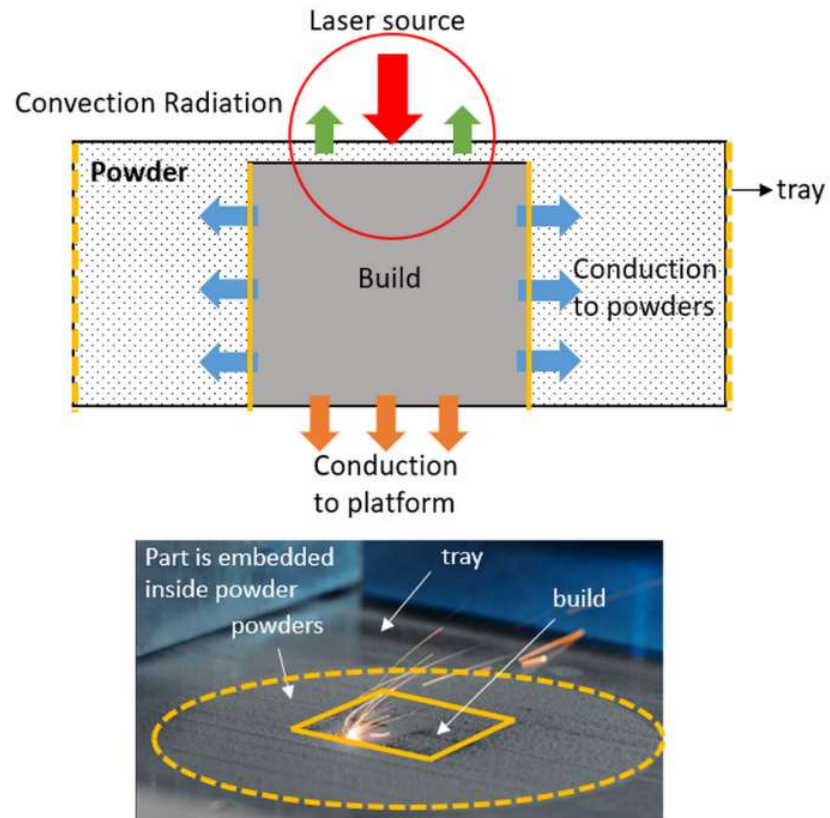 Laser source
Convection Radiation
Powder
tray
Build
Conduction
to powders
Conduction
to platform
Part is embedded
inside powder
tray
build
powders